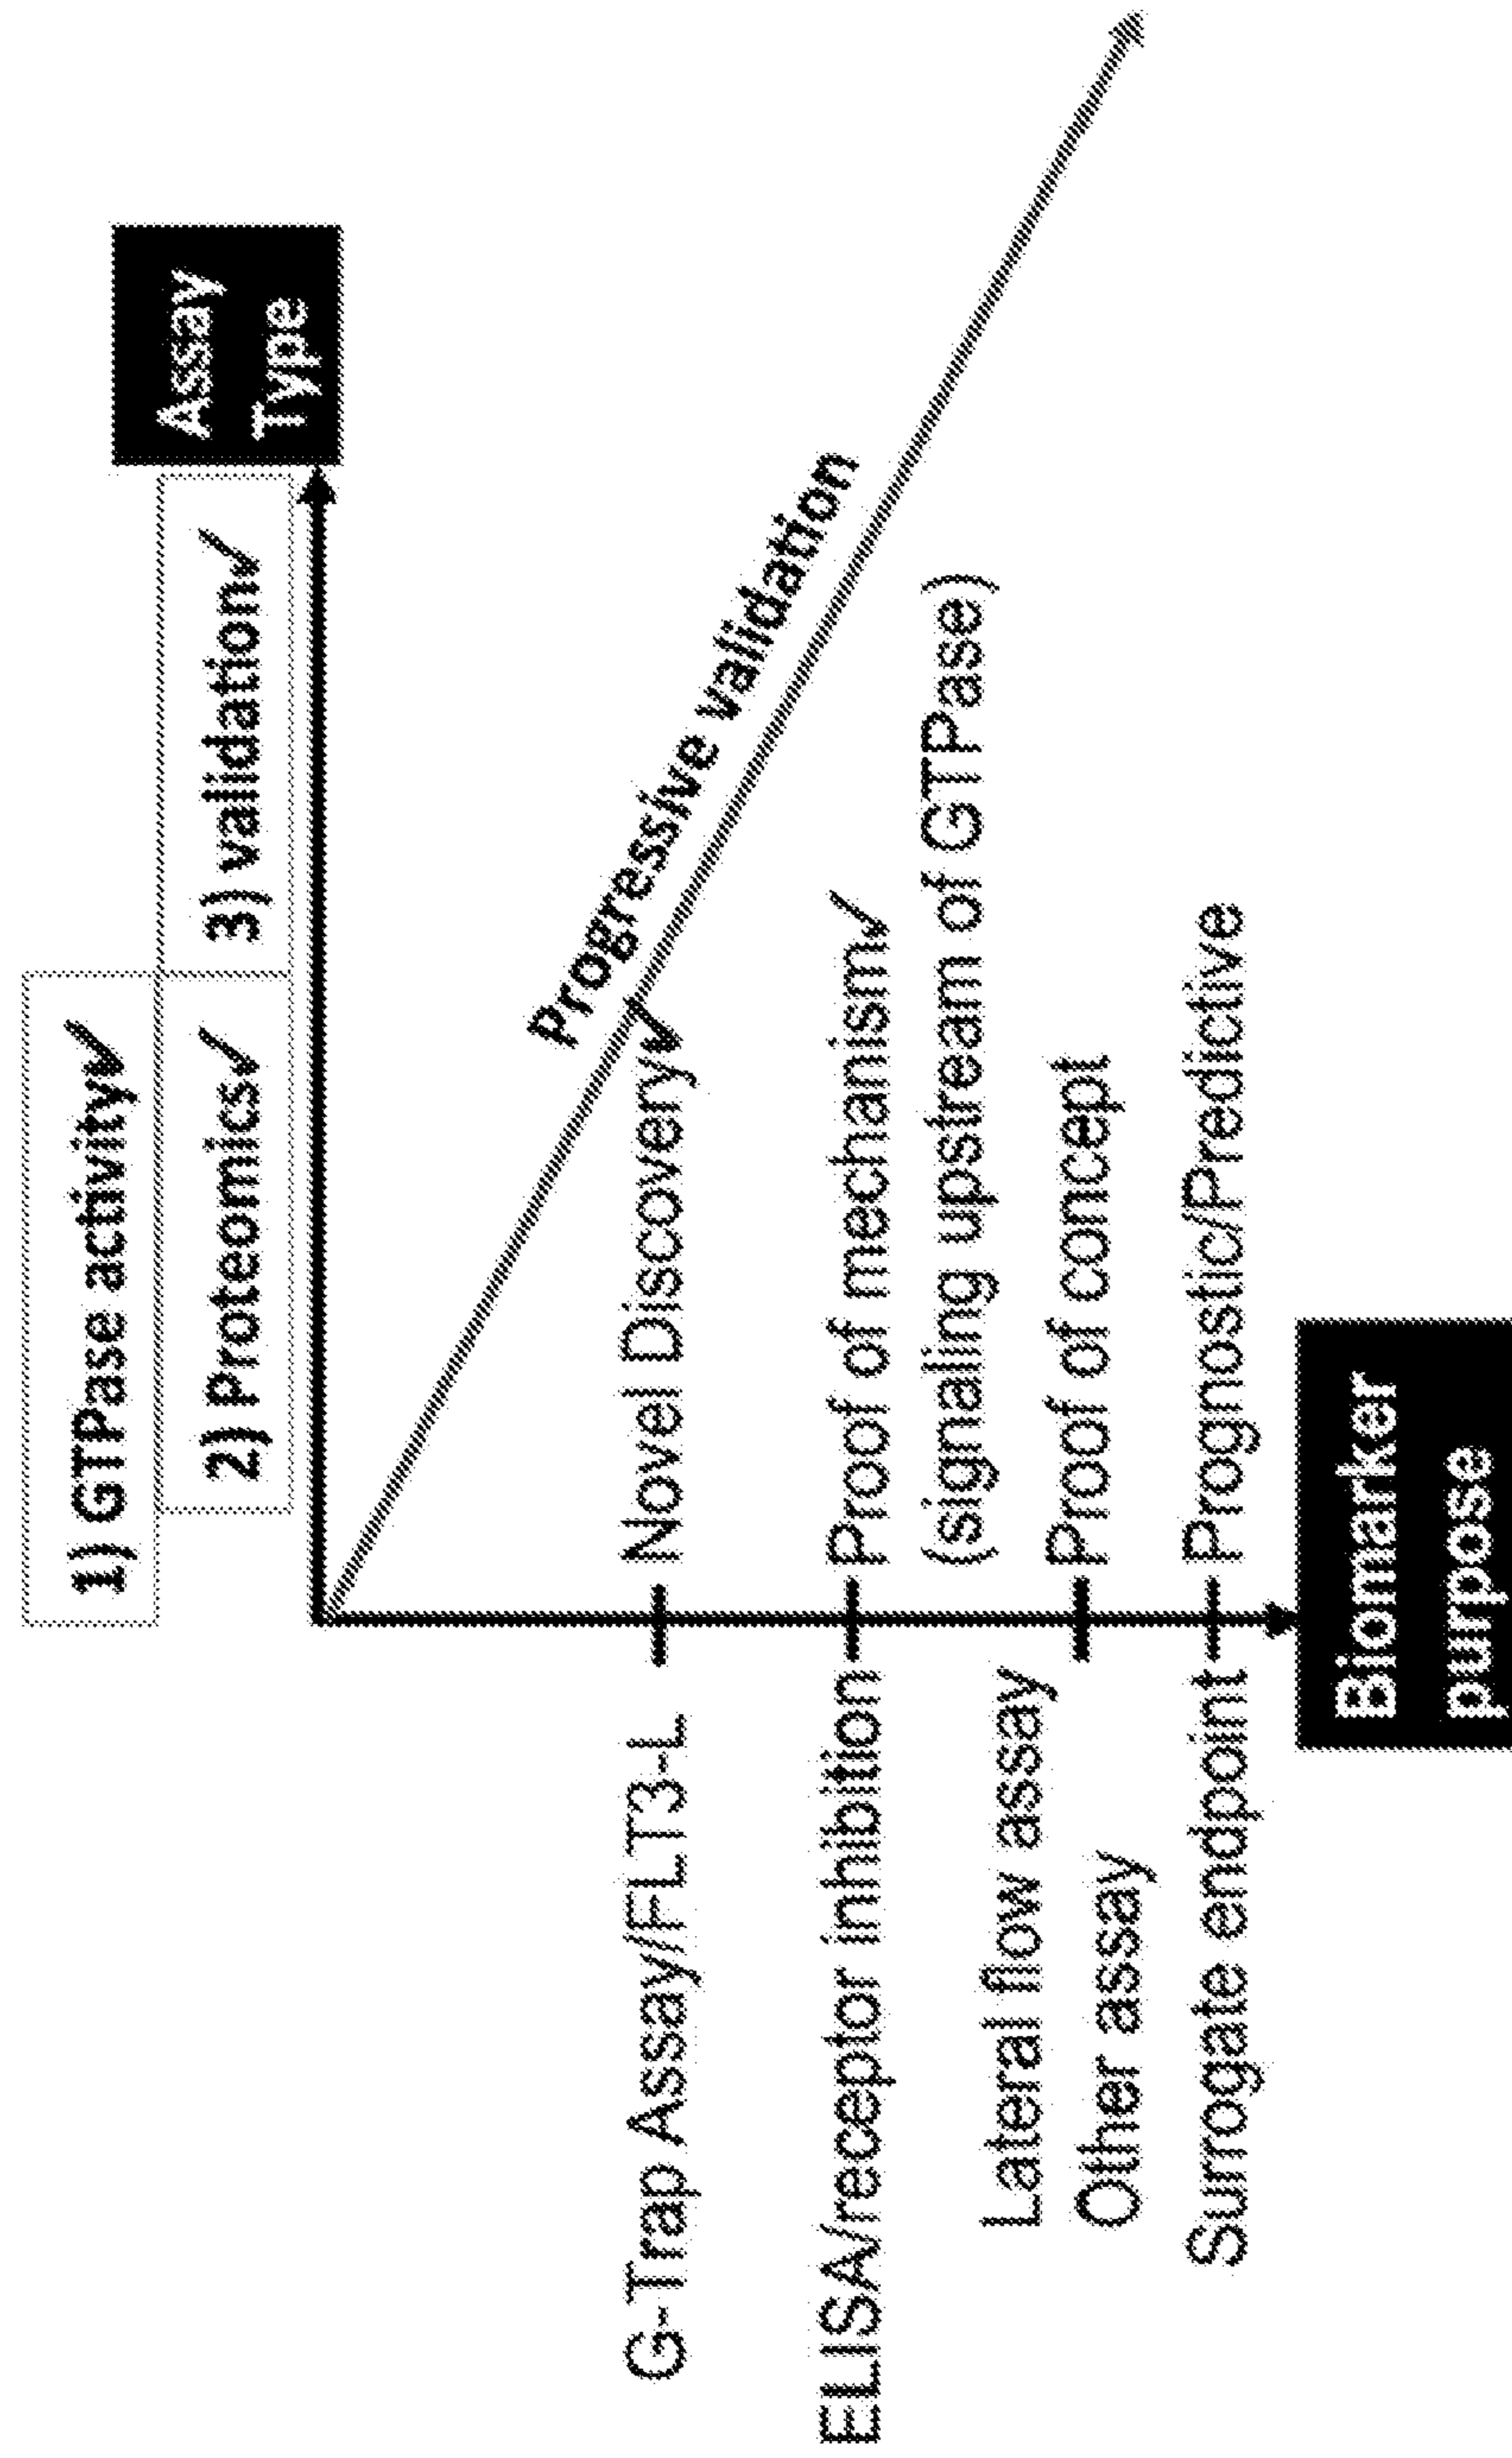 1) GTPase activity✓
2) Proteomics✓
3) validation✓
Assay
Type
Progressive validation
G-Trap Assay/FLT3-L
Novel Discovery✓
ELISA/receptor inhibition
Proof of mechanism✓
(signaling upstream of GTPase)
Lateral flow assay
Other assay
Proof of concept
Surrogate endpoint
Prognostic/Predictive
Biomarker
purpose